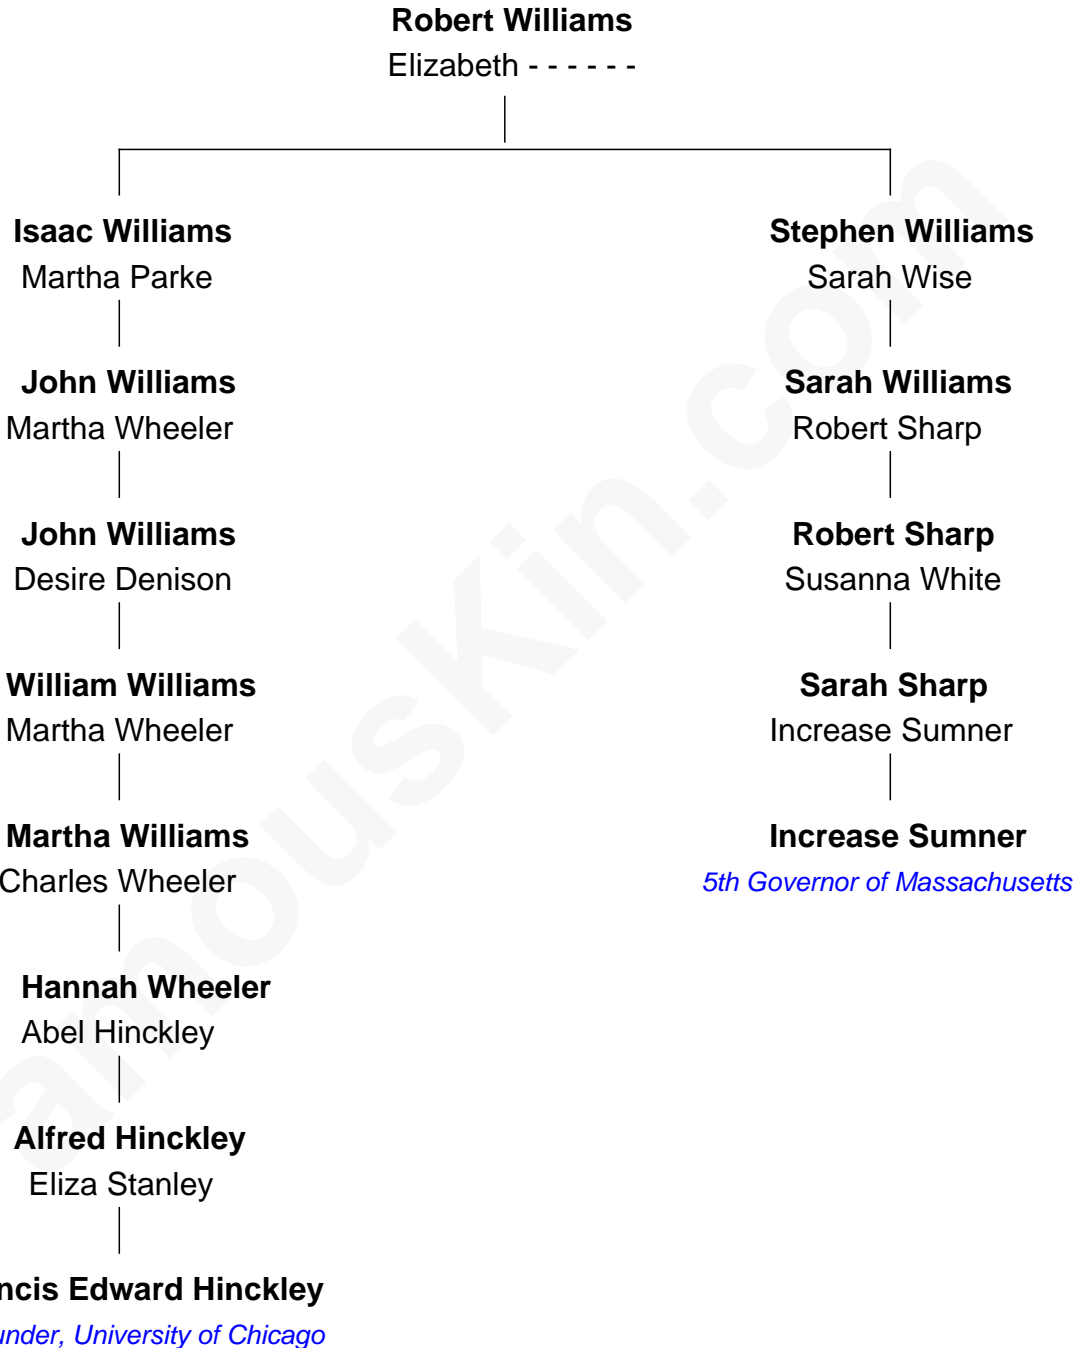 Robert Williams
Elizabeth - - - - - -
Isaac Williams
Martha Parke
Stephen Williams
Sarah Wise
John Williams
Martha Wheeler
Sarah Williams
Robert Sharp
John Williams
Desire Denison
Robert Sharp
Susanna White
William Williams
Martha Wheeler
Sarah Sharp
Increase Sumner
Martha Williams
Charles Wheeler
Increase Sumner
5th Governor of Massachusetts
Hannah Wheeler
Abel Hinckley
Alfred Hinckley
Eliza Stanley
ncis Edward Hinckley
under, University of Chicago
amousKin.com